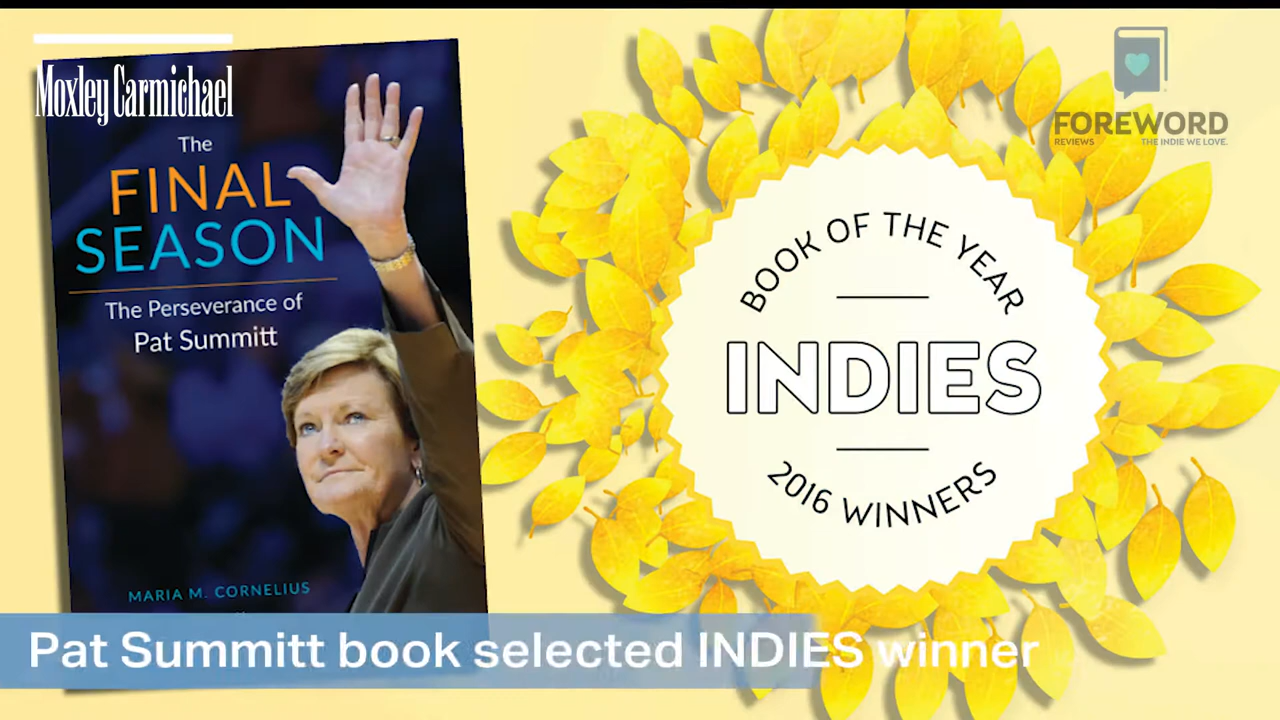 Moxley Carmichael
The
FINAL
SEASON
The Perseverance of
Pat Summitt
MARIA M. CORNELIUS
FOREWORD
REVIEWS THE INDIE WE LOVE.
BOOK OF THE YEAR
INDIES
2016 WINNERS
Pat Summitt book selected INDIES winner